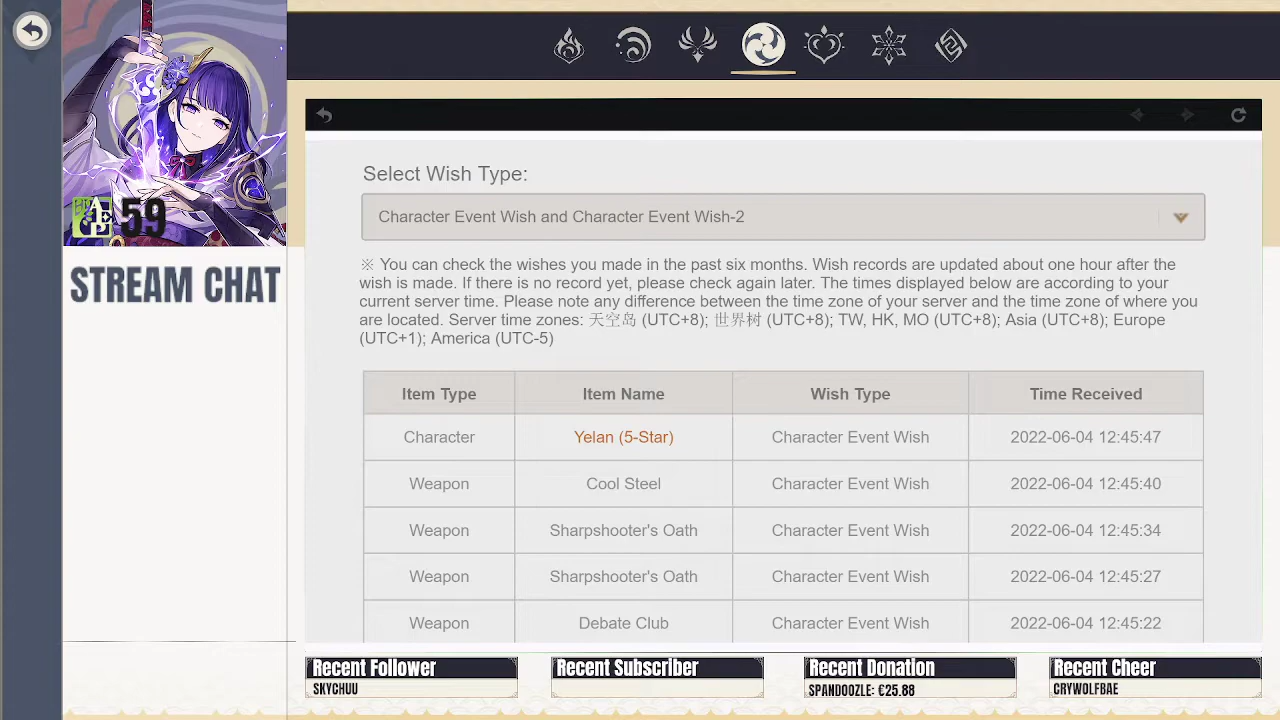 59
STREAM CHAT
Select Wish Type:
Character Event Wish and Character Event Wish-2
※ You can check the wishes you made in the past six months. Wish records are updated about one hour after the
wish is made. If there is no record yet, please check again later. The times displayed below are according to your
current server time. Please note any difference between the time zone of your server and the time zone of where you
are located. Server time zones: 天空岛 (UTC+8); 世界树 (UTC+8); TW, HK, MO (UTC+8); Asia (UTC+8); Europe
(UTC+1); America (UTC-5)
Item Type Item Name Wish Type Time Received
Character Yelan (5-Star) Character Event Wish 2022-06-04 12:45:47
Weapon Cool Steel Character Event Wish 2022-06-04 12:45:40
Weapon Sharpshooter's Oath Character Event Wish 2022-06-04 12:45:34
Weapon Sharpshooter's Oath Character Event Wish 2022-06-04 12:45:27
Weapon Debate Club Character Event Wish 2022-06-04 12:45:22
Recent Follower Recent Subscriber Recent Donation Recent Cheer
SKYCHUU SPANDOOZLE: €25.88 CRYWOLFBAE